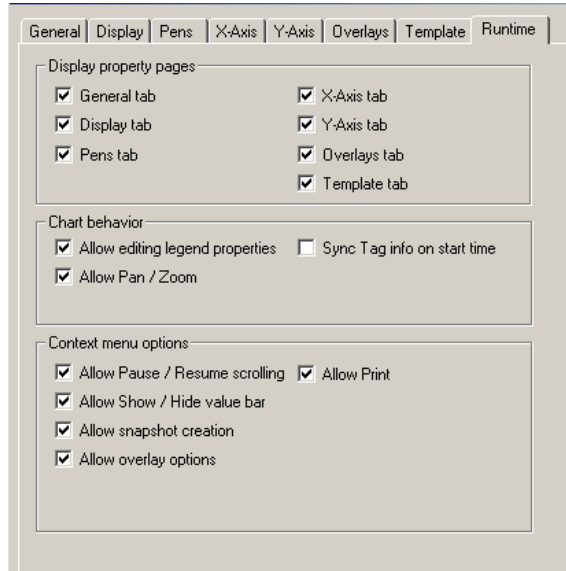 General Display Pens X-Axis Y-Axis Overlays Template Runtime
Display property pages
General tab X-Axis tab
Display tab Y-Axis tab
Pens tab Overlays tab
Template tab
Chart behavior
Allow editing legend properties Sync Tag info on start time
Allow Pan / Zoom
Context menu options
Allow Pause / Resume scrolling Allow Print
Allow Show / Hide value bar
Allow snapshot creation
Allow overlay options